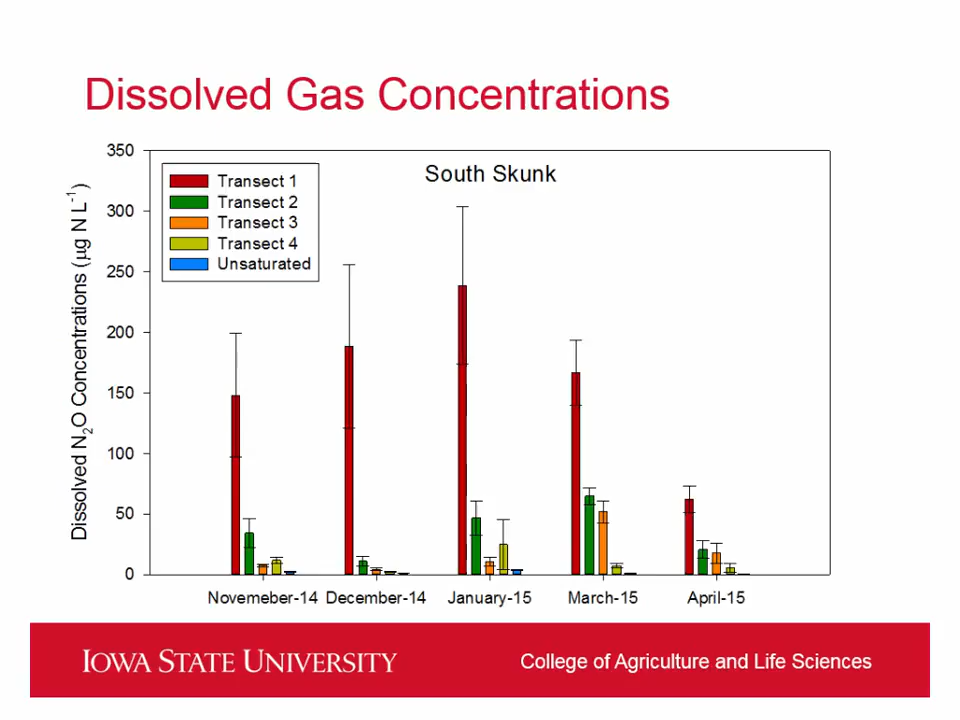 Dissolved Gas Concentrations
350
300
250
200
150
100
50
0
Dissolved N2O Concentrations (µg N L-1)
South Skunk
Transect 1
Transect 2
Transect 3
Transect 4
Unsaturated
Novemeber-14 December-14 January-15 March-15 April-15
IOWA STATE UNIVERSITY
College of Agriculture and Life Sciences